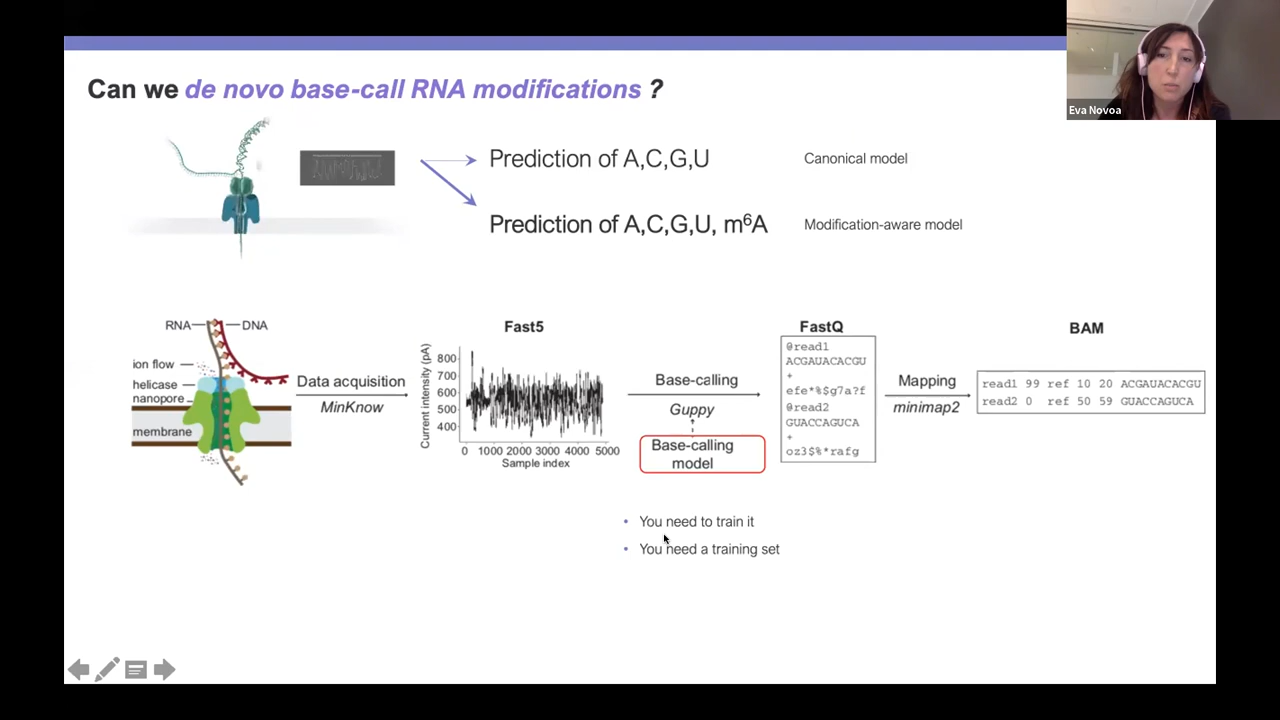 Can we de novo base-call RNA modifications ?
Eva Novoa
Prediction of A,C,G,U
Canonical model
Prediction of A,C,G,U, m⁶A
Modification-aware model
RNA
DNA
ion flow
helicase
nanopore
membrane
Data acquisition
MinKnow
Fast5
Current intensity (pA)
800
700
600
500
400
0 1000 2000 3000 4000 5000
Sample index
Base-calling
Guppy
Base-calling
model
FastQ
@read1
ACGAUACACGU
+
efe*%$g7a?f
@read2
GUACCAGUCA
+
oz3$%*rafg
Mapping
minimap2
BAM
read1 99 ref 10 20 ACGAUACACGU
read2 0 ref 50 59 GUACCAGUCA
• You need to train it
• You need a training set